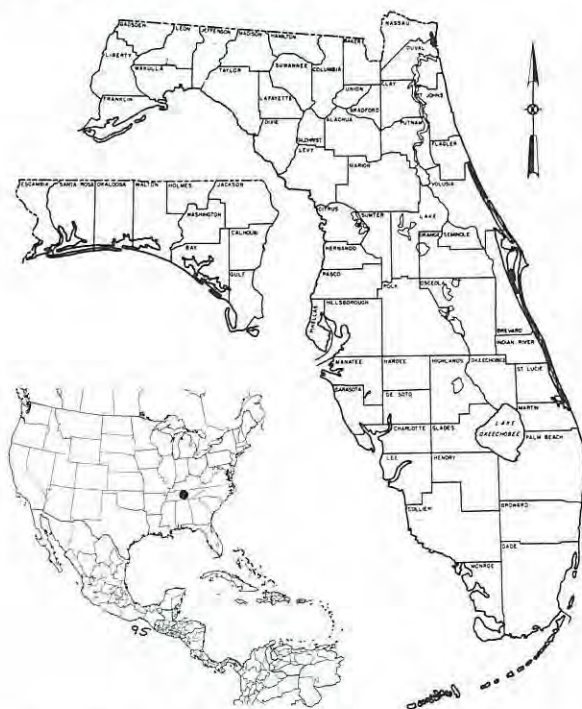 NASSAU
GADSDEN
LEON
JEFFERSON
MADISON
HAMILTON
BAKER
DUVAL
LIBERTY
WAKULLA
TAYLOR
SUWANNEE
COLUMBIA
UNION
CLAY
ST JOHNS
FRANKLIN
LAFAYETTE
BRADFORD
DIXIE
GILCHRIST
ALACHUA
PUTNAM
LEVY
FLAGLER
MARION
VOLUSIA
ESCAMBIA
SANTA ROSA
OKALOOSA
WALTON
HOLMES
JACKSON
WASHINGTON
BAY
CALHOUN
GULF
CITRUS
SUMTER
LAKE
ORANGE
SEMINOLE
HERNANDO
PASCO
POLK
OSCEOLA
PINELLAS
HILLSBOROUGH
BREVARD
INDIAN RIVER
MANATEE
HARDEE
HIGHLANDS
OKEECHOBEE
ST LUCIE
SARASOTA
DE SOTO
MARTIN
CHARLOTTE
GLADES
LAKE
OKEECHOBEE
PALM BEACH
LEE
HENDRY
COLLIER
BROWARD
DADE
MONROE
95